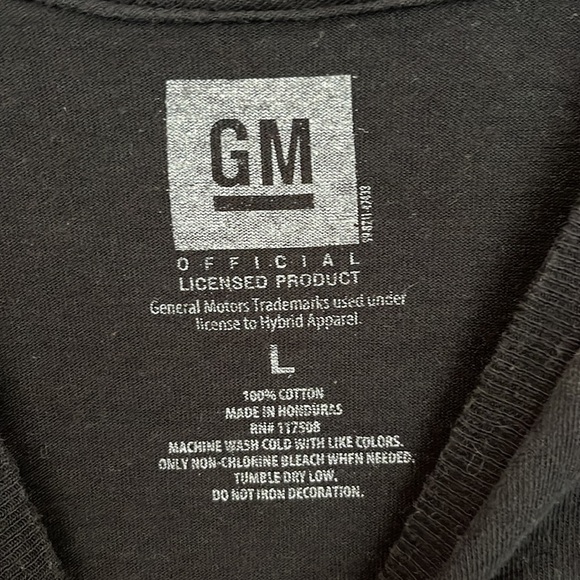 GM
OFFICIAL
LICENSED PRODUCT
General Motors Trademarks used under
license to Hybrid Apparel.
L
100% COTTON
MADE IN HONDURAS
RN# 117508
MACHINE WASH COLD WITH LIKE COLORS.
ONLY NON-CHLORINE BLEACH WHEN NEEDED.
TUMBLE DRY LOW.
DO NOT IRON DECORATION.